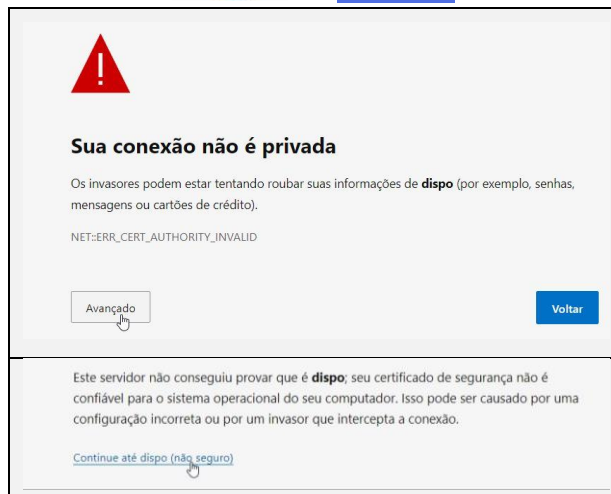 !
Sua conexão não é privada
Os invasores podem estar tentando roubar suas informações de dispo (por exemplo, senhas,
mensagens ou cartões de crédito).
NET::ERR_CERT_AUTHORITY_INVALID
Avançado
Voltar
Este servidor não conseguiu provar que é dispo; seu certificado de segurança não é
confiável para o sistema operacional do seu computador. Isso pode ser causado por uma
configuração incorreta ou por um invasor que intercepta a conexão.
Continue até dispo (não seguro)